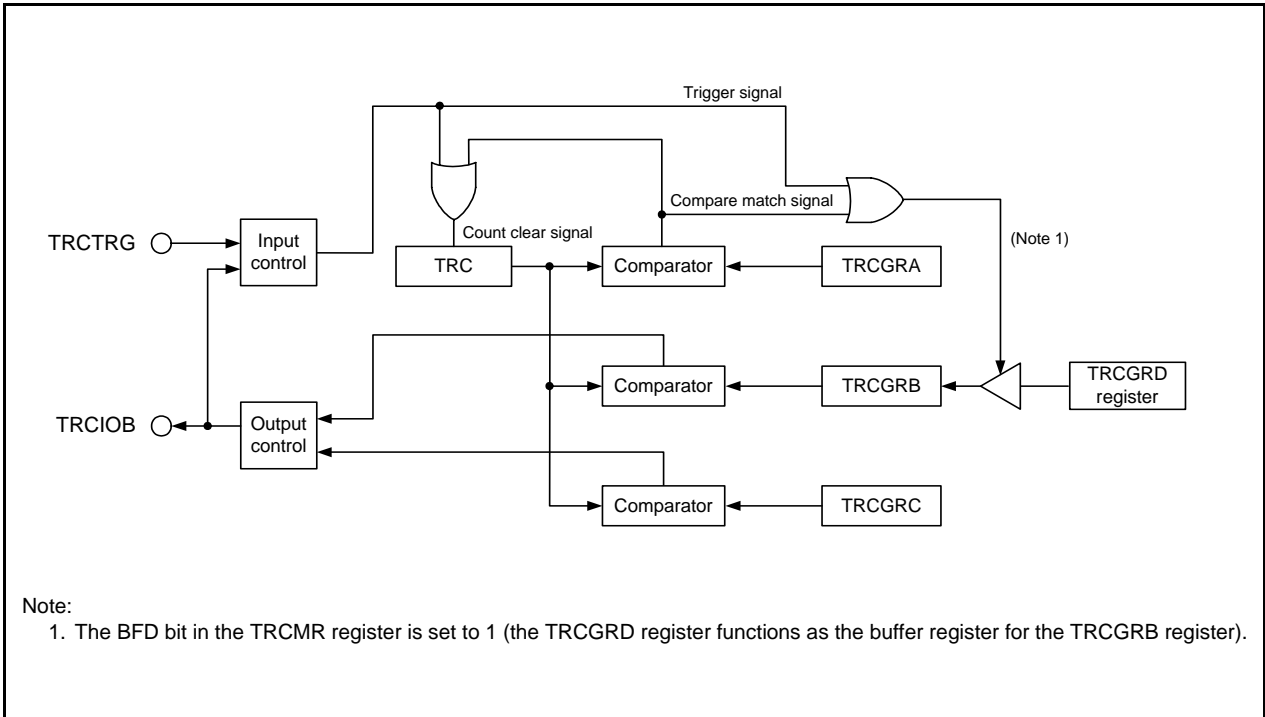 Trigger signal
Compare match signal
TRCTRG
Input
control
Count clear signal
(Note 1)
TRC
Comparator
TRCGRA
Comparator
TRCGRB
TRCGRD
register
TRCIOB
Output
control
Comparator
TRCGRC
Note:
1. The BFD bit in the TRCMR register is set to 1 (the TRCGRD register functions as the buffer register for the TRCGRB register).